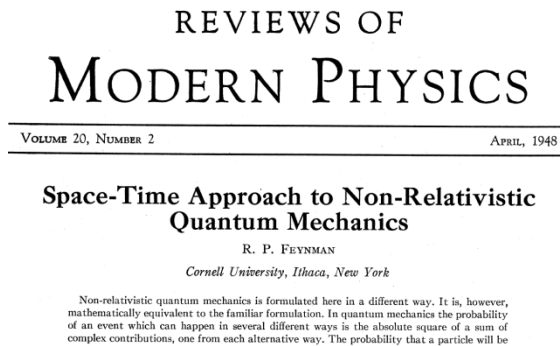 REVIEWS OF
MODERN PHYSICS
VOLUME 20, NUMBER 2 APRIL, 1948
Space-Time Approach to Non-Relativistic
Quantum Mechanics
R. P. FEYNMAN
Cornell University, Ithaca, New York
Non-relativistic quantum mechanics is formulated here in a different way. It is, however,
mathematically equivalent to the familiar formulation. In quantum mechanics the probability
of an event which can happen in several different ways is the absolute square of a sum of
complex contributions, one from each alternative way. The probability that a particle will be